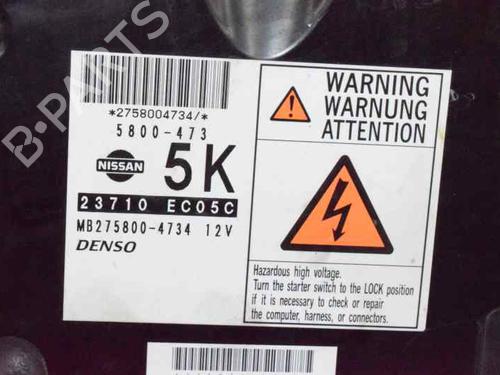 B-PARTS
*2758004734/*
5800-473
NISSAN
5K
23710 EC05C
MB275800-4734 12V
DENSO
WARNING
WARNUNG
ATTENTION
Hazardous high voltage.
Turn the starter switch to the LOCK position
if it is necessary to check or repair
the computer, harness, or connectors.